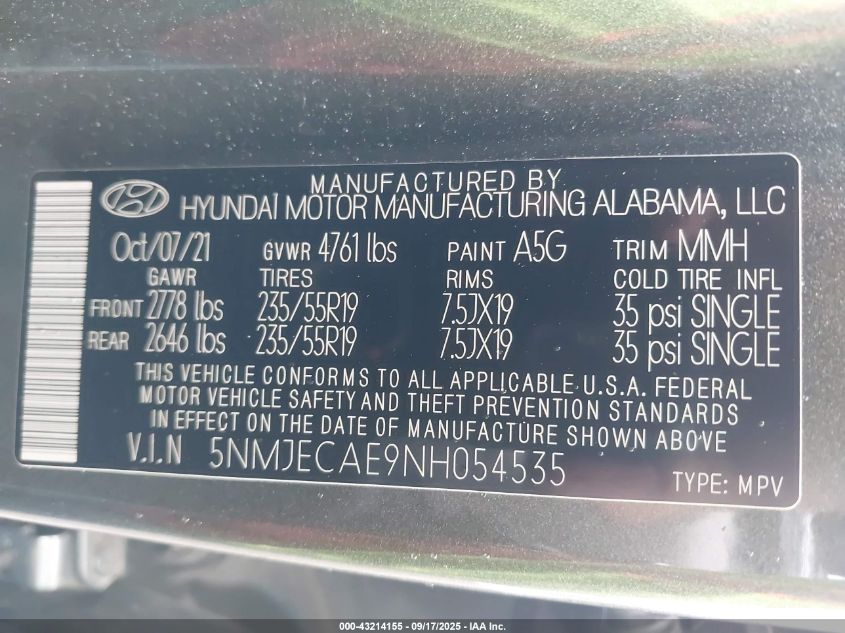 MANUFACTURED BY
HYUNDAI MOTOR MANUFACTURING ALABAMA, LLC
Oct/07/21 GVWR 4761 lbs PAINT A5G TRIM MMH
GAWR TIRES RIMS COLD TIRE INFL
FRONT 2778 lbs 235/55R19 7.5JX19 35 psi SINGLE
REAR 2646 lbs 235/55R19 7.5JX19 35 psi SINGLE
THIS VEHICLE CONFORMS TO ALL APPLICABLE U.S.A. FEDERAL
MOTOR VEHICLE SAFETY AND THEFT PREVENTION STANDARDS
IN EFFECT ON THE DATE OF MANUFACTURE SHOWN ABOVE
V.I.N 5NMJECAE9NH054535
TYPE: MPV
000-43214155 - 09/17/2025 - IAA Inc.